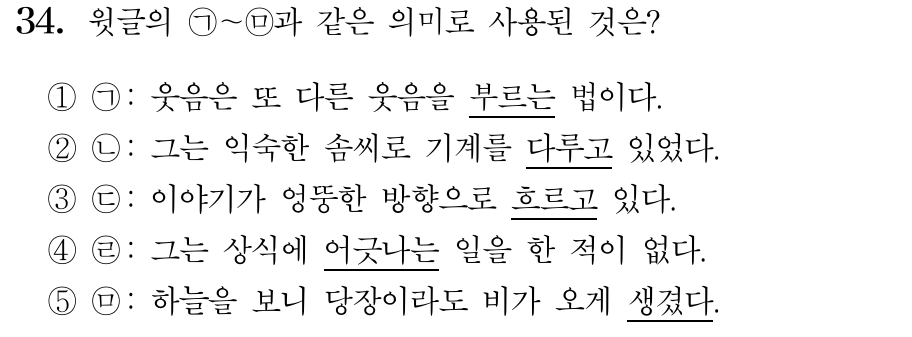 34. 윗글의 ㉠~㉤과 같은 의미로 사용된 것은?
① ㉠: 웃음은 또 다른 웃음을 부르는 법이다.
② ㉡: 그는 익숙한 솜씨로 기계를 다루고 있었다.
③ ㉢: 이야기가 엉뚱한 방향으로 흐르고 있다.
④ ㉣: 그는 상식에 어긋나는 일을 한 적이 없다.
⑤ ㉤: 하늘을 보니 당장이라도 비가 오게 생겼다.